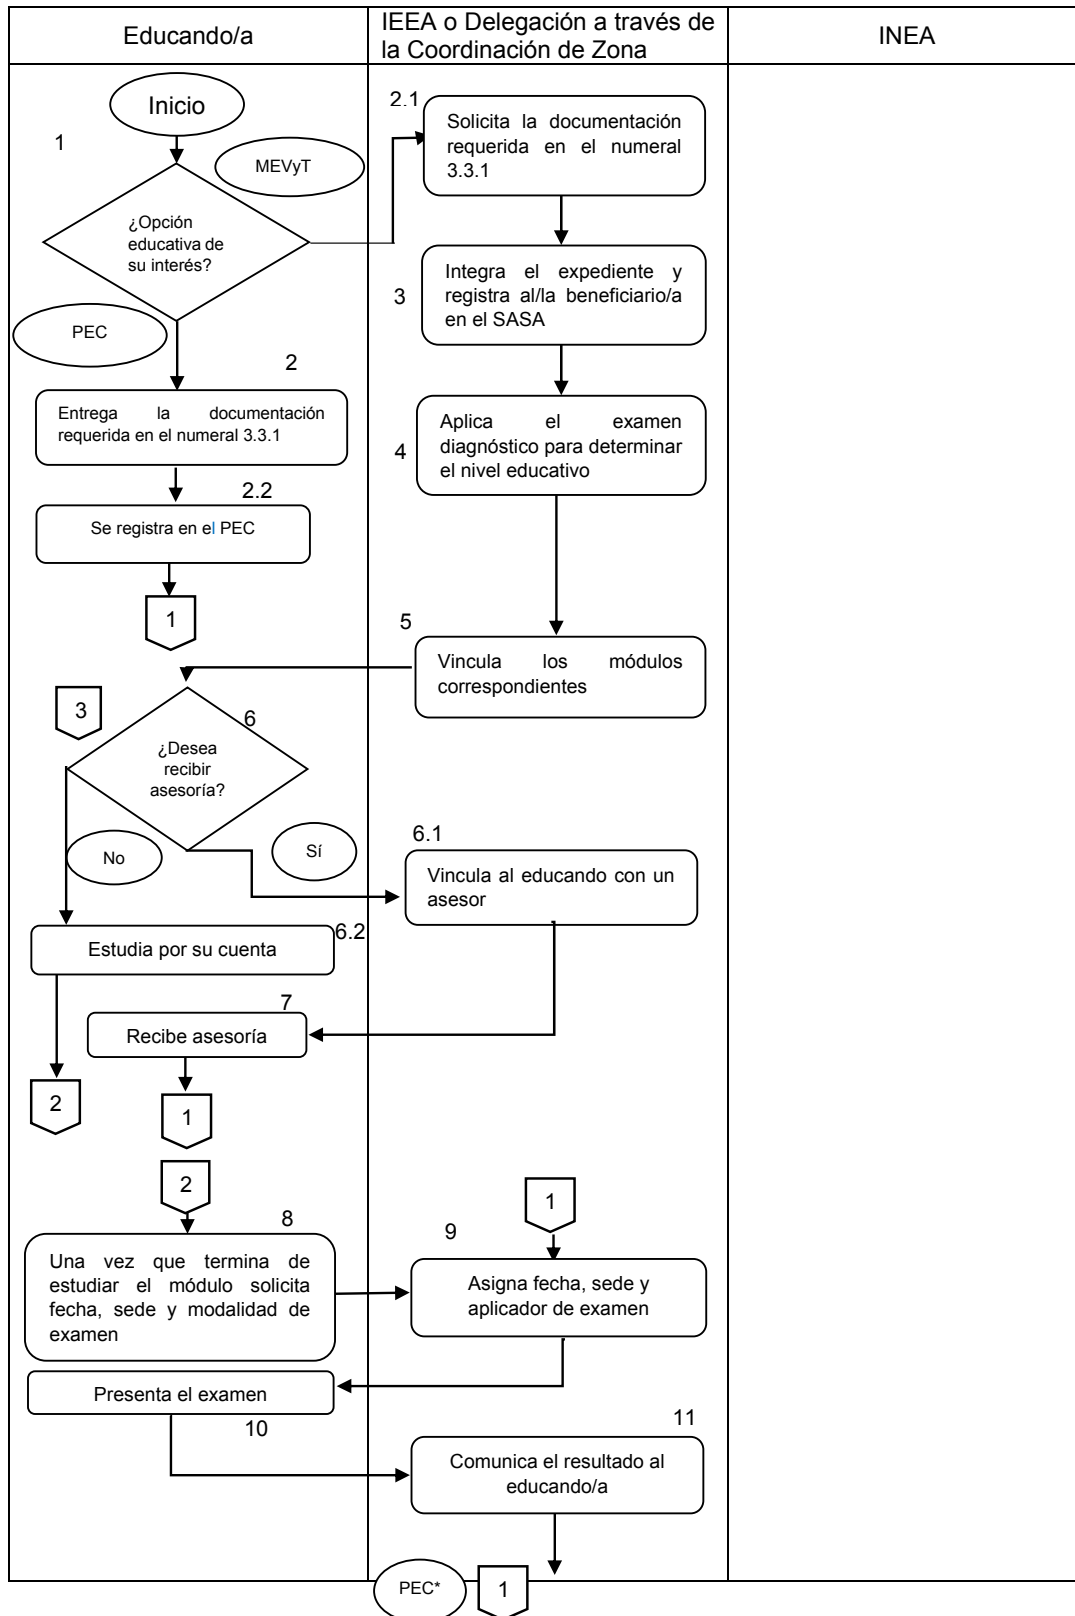 Educando/a
IEEA o Delegación a través de
la Coordinación de Zona
INEA
Inicio
1
MEVyT
¿Opción
educativa de
su interés?
PEC
2.1
Solicita la documentación
requerida en el numeral
3.3.1
3
Integra el expediente y
registra al/la beneficiario/a
en el SASA
2
Entrega la documentación
requerida en el numeral 3.3.1
4
Aplica el examen
diagnóstico para determinar
el nivel educativo
2.2
Se registra en el PEC
1
5
Vincula los módulos
correspondientes
3
6
¿Desea
recibir
asesoría?
No
Sí
6.1
Vincula al educando con un
asesor
6.2
Estudia por su cuenta
7
Recibe asesoría
2
1
2
1
8
Una vez que termina de
estudiar el módulo solicita
fecha, sede y modalidad de
examen
9
Asigna fecha, sede y
aplicador de examen
Presenta el examen
10
11
Comunica el resultado al
educando/a
PEC*
1